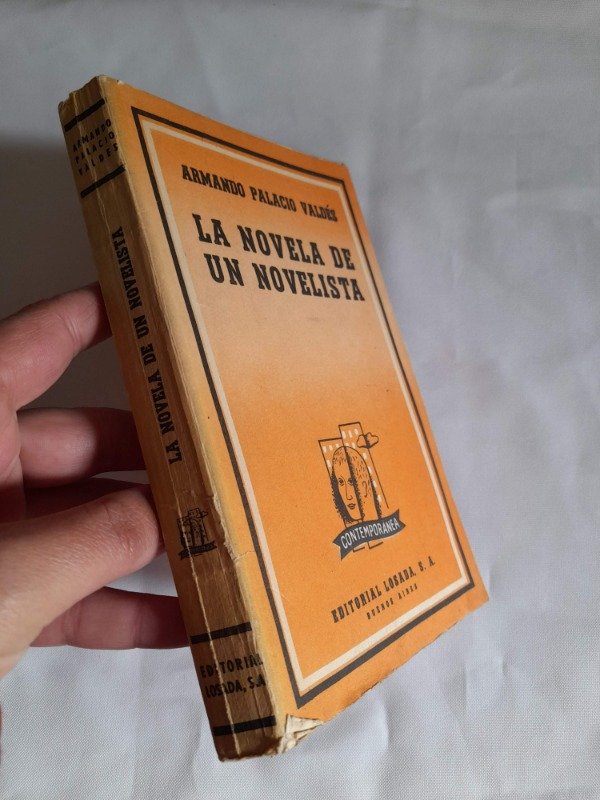 ARMANDO PALACIO VALDÉS
LA NOVELA DE
UN NOVELISTA
CONTEMPORANEA
EDITORIAL LOSADA, S. A.
BUENOS AIRES
ARMANDO
PALACIO
VALDES
LA NOVELA DE UN NOVELISTA
EDITORIAL
LOSADA, S.A.